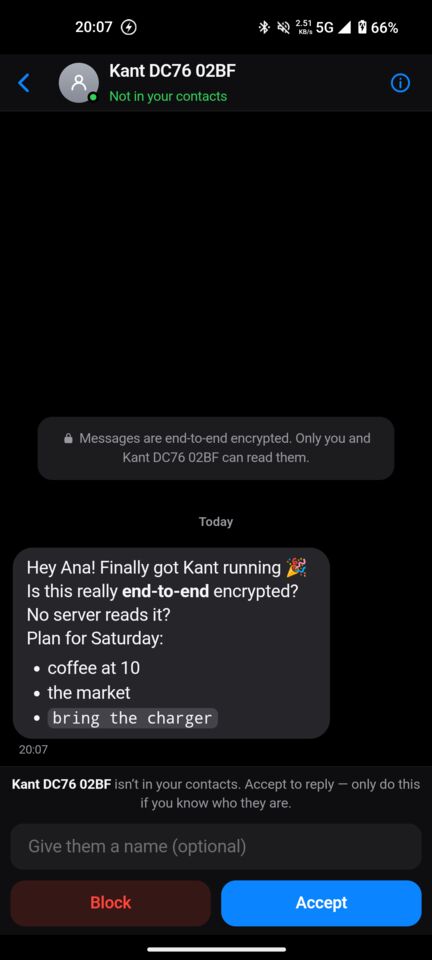 20:07
2.51 KB/s 5G 66%
Kant DC76 02BF
Not in your contacts
Messages are end-to-end encrypted. Only you and
Kant DC76 02BF can read them.
Today
Hey Ana! Finally got Kant running 🎉
Is this really end-to-end encrypted?
No server reads it?
Plan for Saturday:
• coffee at 10
• the market
• bring the charger
20:07
Kant DC76 02BF isn’t in your contacts. Accept to reply — only do this
if you know who they are.
Give them a name (optional)
Block
Accept